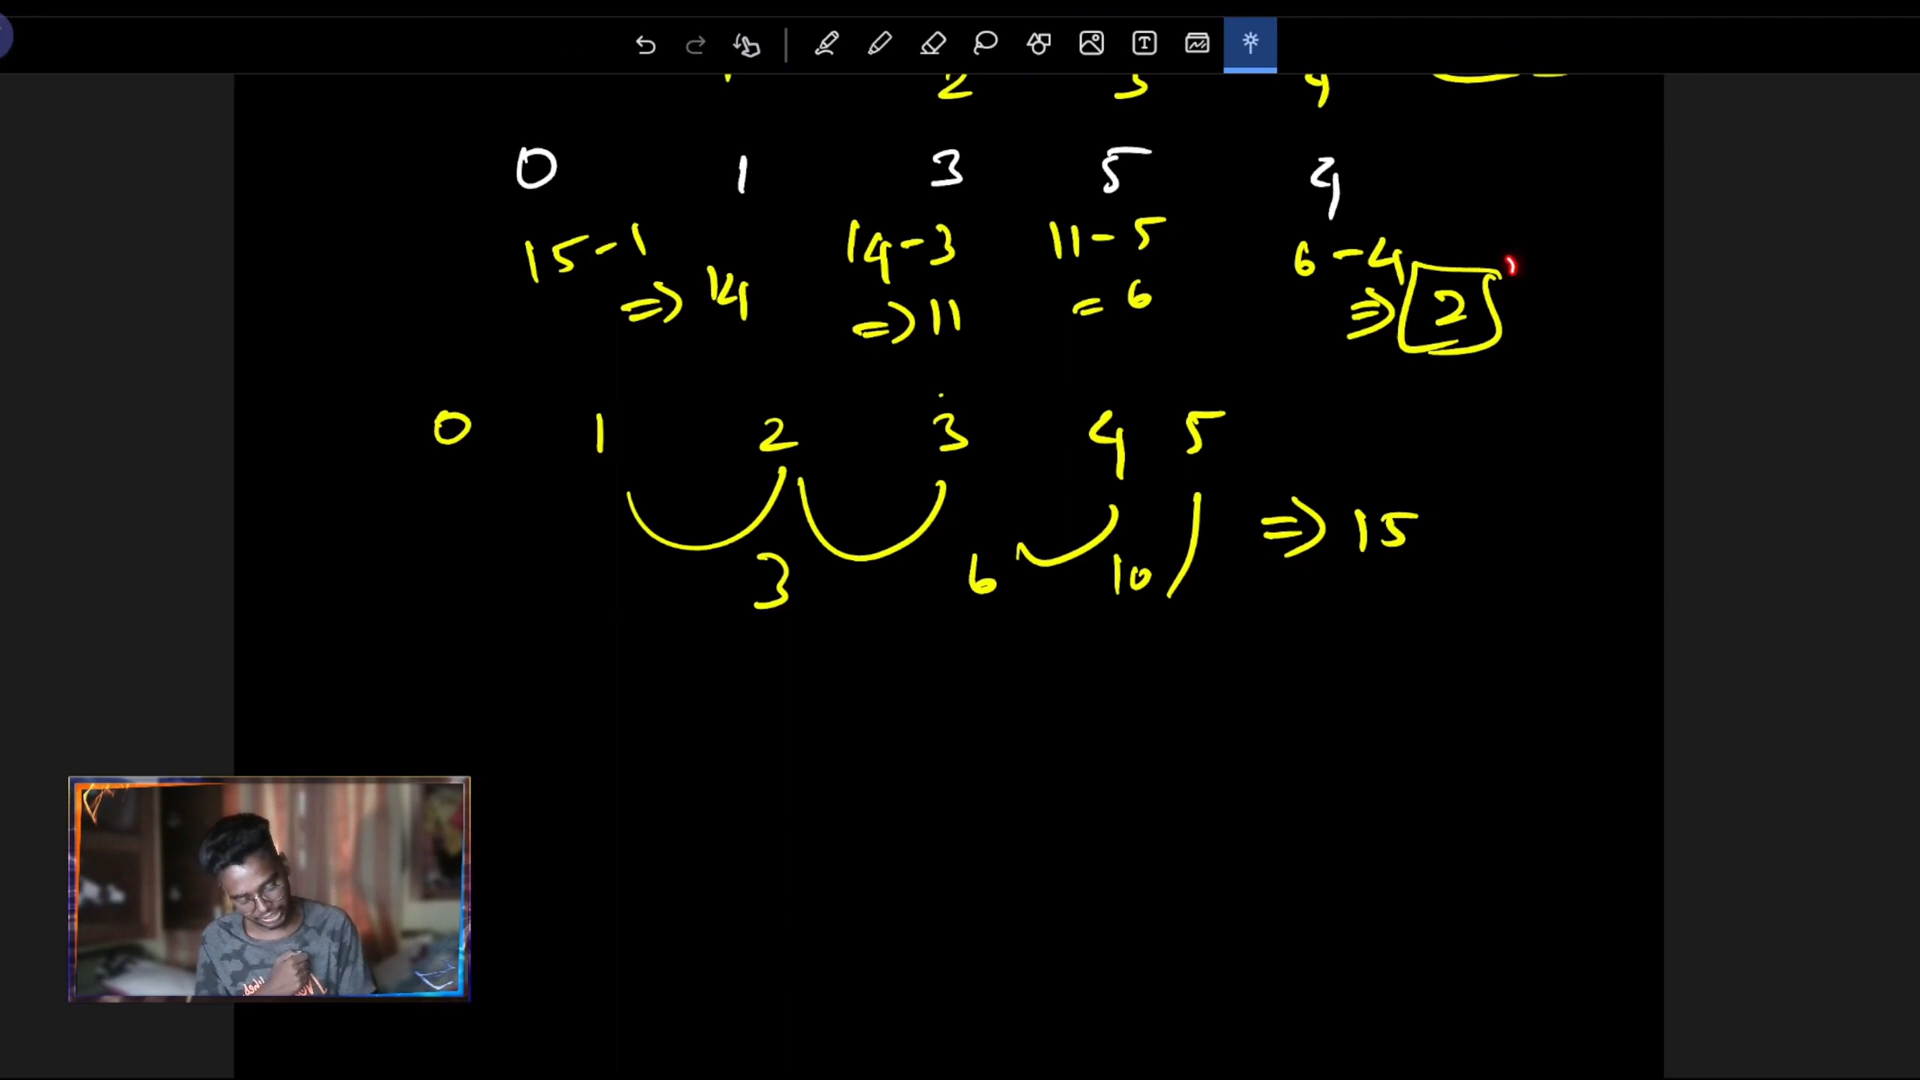 1 2 3 4
0 1 3 5 4
15-1 14-3 11-5 6-4
=> 14 => 11 = 6 => 2
0 1 2 3 4 5
3 6 10 => 15